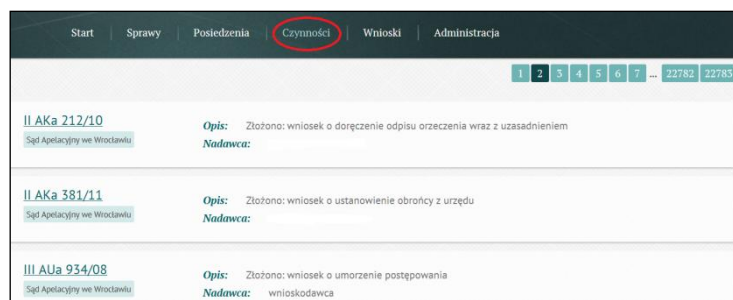 Start Sprawy Posiedzenia Czynności Wnioski Administracja
1 2 3 4 5 6 7 ... 22782 22783
II AKa 212/10
Sąd Apelacyjny we Wrocławiu
Opis: Złożono: wniosek o doręczenie odpisu orzeczenia wraz z uzasadnieniem
Nadawca:
II AKa 381/11
Sąd Apelacyjny we Wrocławiu
Opis: Złożono: wniosek o ustanowienie obrońcy z urzędu
Nadawca:
III AUa 934/08
Sąd Apelacyjny we Wrocławiu
Opis: Złożono: wniosek o umorzenie postępowania
Nadawca: wnioskodawca